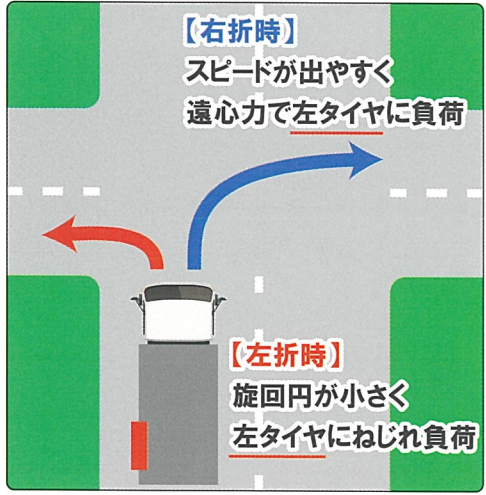 【右折時】
スピードが出やすく
遠心力で左タイヤに負荷
【左折時】
旋回円が小さく
左タイヤにねじれ負荷